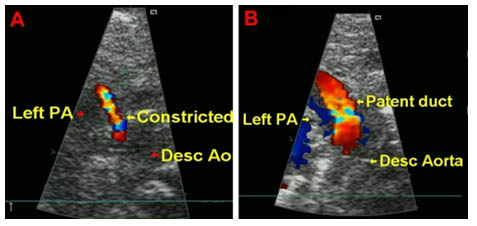 A
Left PA
Constricted
Desc Ao
B
Patent duct
Left PA
Desc Aorta